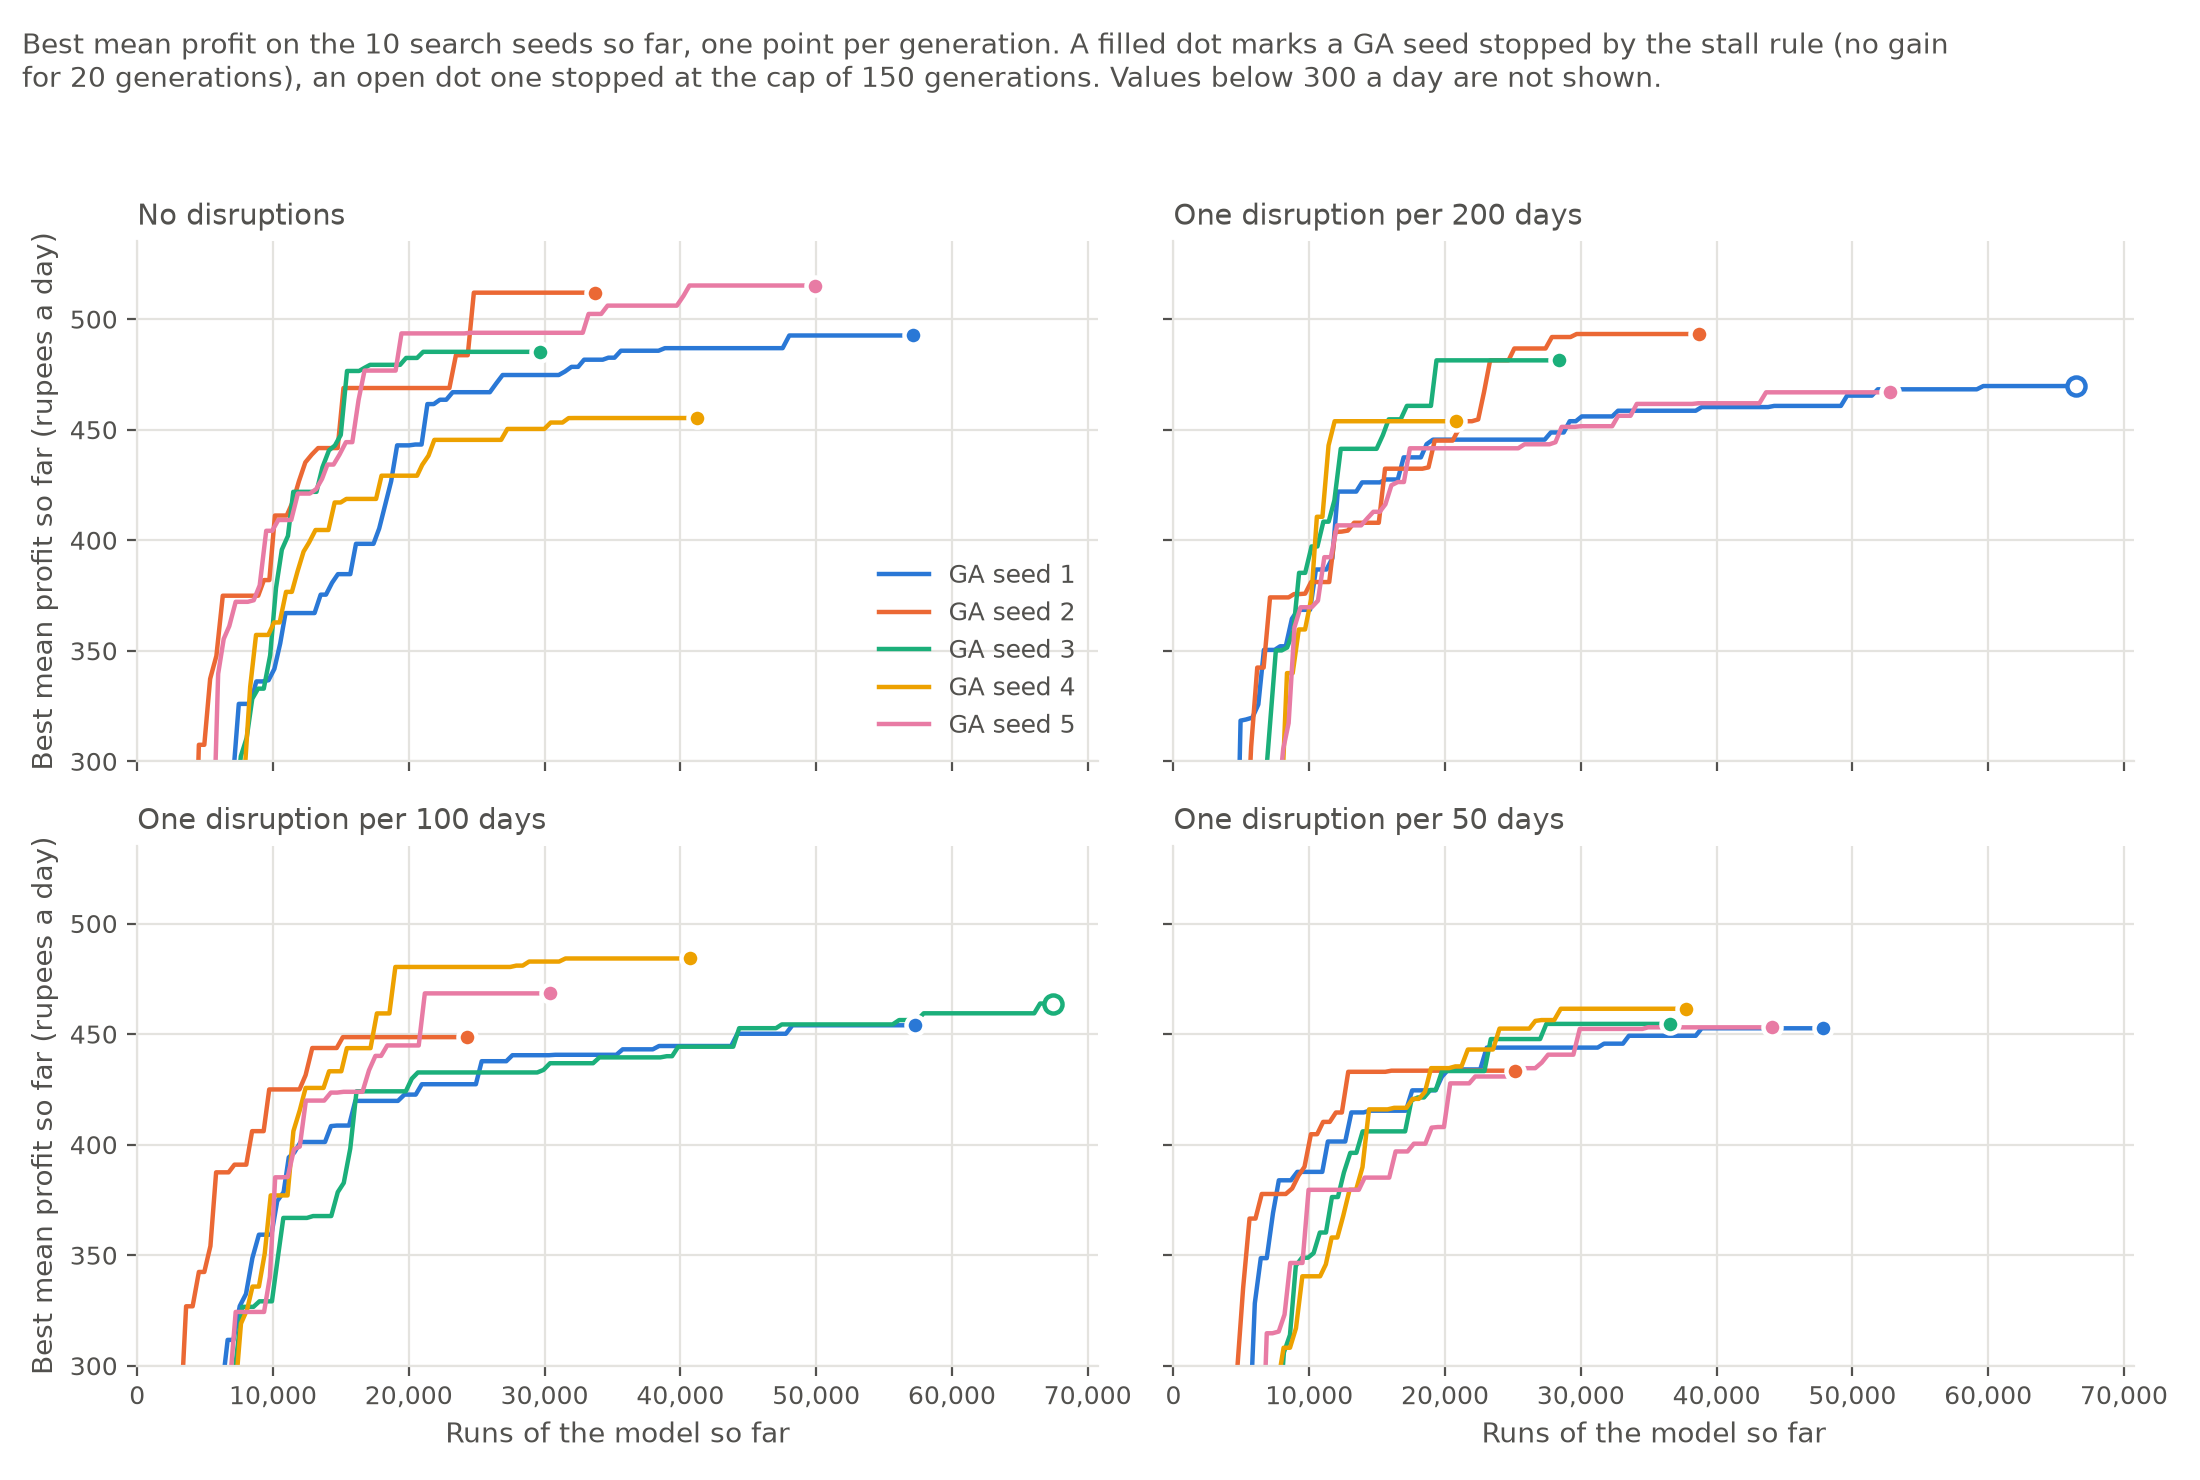 Best mean profit on the 10 search seeds so far, one point per generation. A filled dot marks a GA seed stopped by the stall rule (no gain
for 20 generations), an open dot one stopped at the cap of 150 generations. Values below 300 a day are not shown.
No disruptions
One disruption per 200 days
Best mean profit so far (rupees a day)
500
450
400
350
300
GA seed 1
GA seed 2
GA seed 3
GA seed 4
GA seed 5
One disruption per 100 days
One disruption per 50 days
Best mean profit so far (rupees a day)
500
450
400
350
300
0 10,000 20,000 30,000 40,000 50,000 60,000 70,000
0 10,000 20,000 30,000 40,000 50,000 60,000 70,000
Runs of the model so far
Runs of the model so far